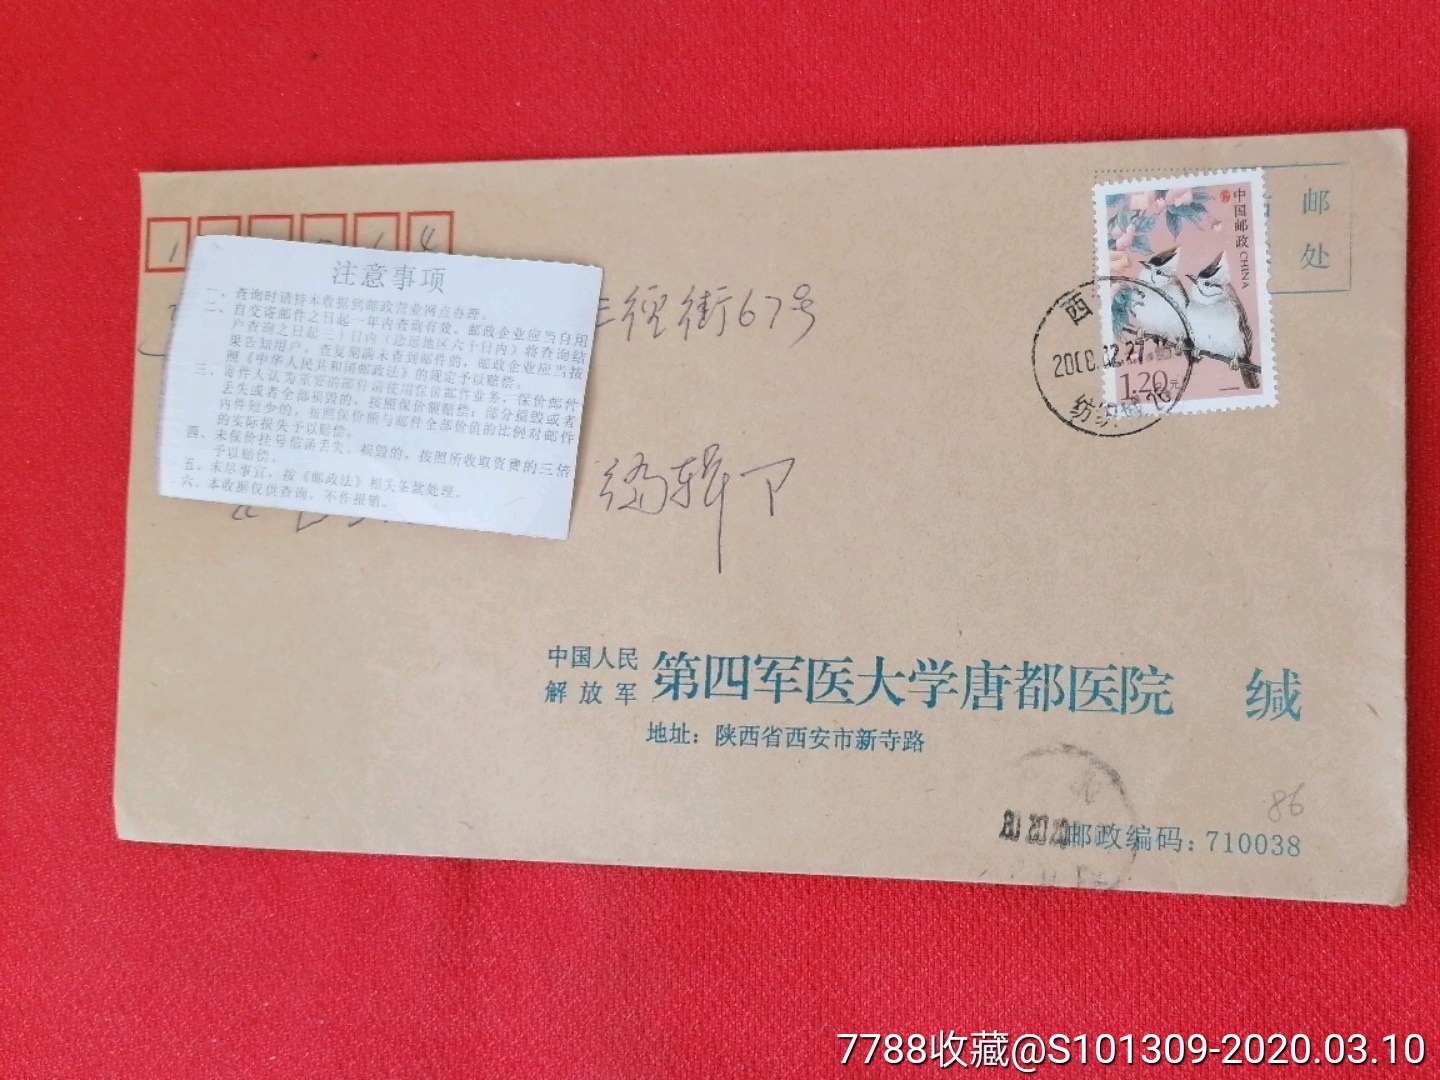 邮
处
中国邮政 CHINA
1.20元
西
纺织城
注意事项
一、查询时请持本收据到邮政营业网点办理。
二、自交寄邮件之日起一年内查询有效。邮政企业应当自用
户查询之日起三十日内(边远地区六十日内)将查询结
果告知用户。查复期满未查到邮件的,邮政企业应当按
照《中华人民共和国邮政法》的规定予以赔偿。
三、寄件人认为重要的邮件请使用保价邮件业务,保价邮件
丢失或者全部损毁的,按照保价额赔偿;部分损毁或者
内件短少的,按照保价额与邮件全部价值的比例对邮件
的实际损失予以赔偿。
四、未保价挂号信函丢失、损毁的,按照所收取资费的三倍
予以赔偿。
五、未尽事宜,按《邮政法》相关条款处理。
六、本收据仅供查询,不作报销。
三经街67号
编辑下
中国人民
解放军
第四军医大学唐都医院 缄
地址:陕西省西安市新寺路
86
邮政编码:710038
7788收藏@S101309-2020.03.10